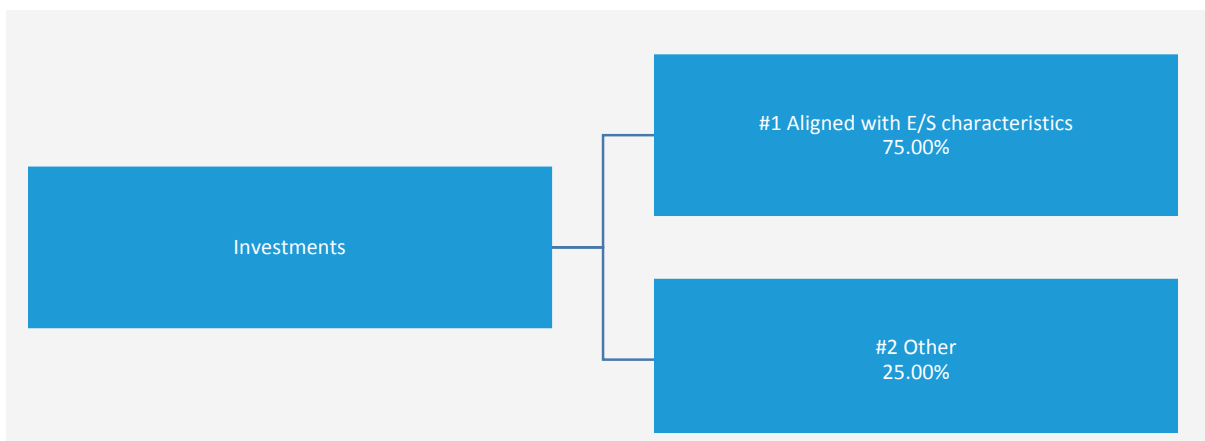 #1 Aligned with E/S characteristics
75.00%
Investments
#2 Other
25.00%